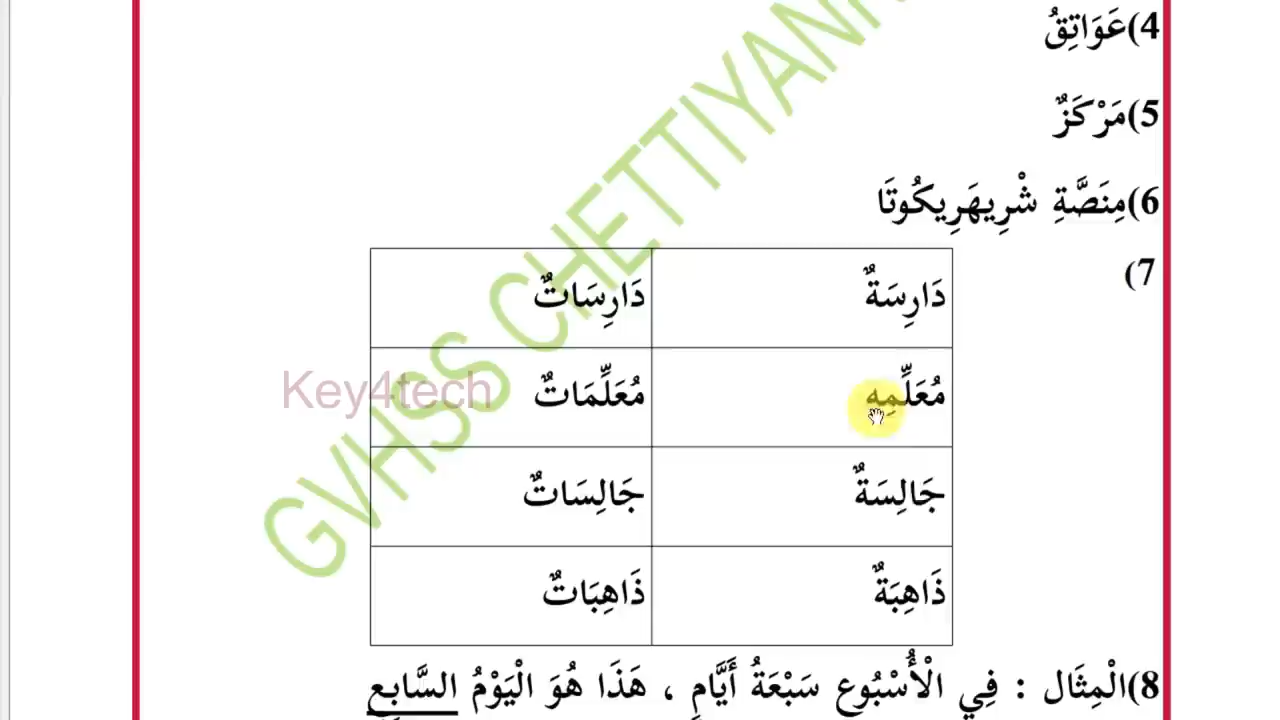 4)عَوَاتِقُ
5)مَرْكَزٌ
6)مِنَصَّةِ شْرِيهَرِيكُوتَا
7)
دَارِسَةٌ دَارِسَاتٌ
مُعَلِّمِه مُعَلِّمَاتٌ
جَالِسَةٌ جَالِسَاتٌ
ذَاهِبَةٌ ذَاهِبَاتٌ
8)الْمِثَال : فِي الْأُسْبُوع سَبْعَةُ أَيَّامٍ ، هَذَا هُوَ الْيَوْمُ السَّابِع
Key4tech
GVHSS